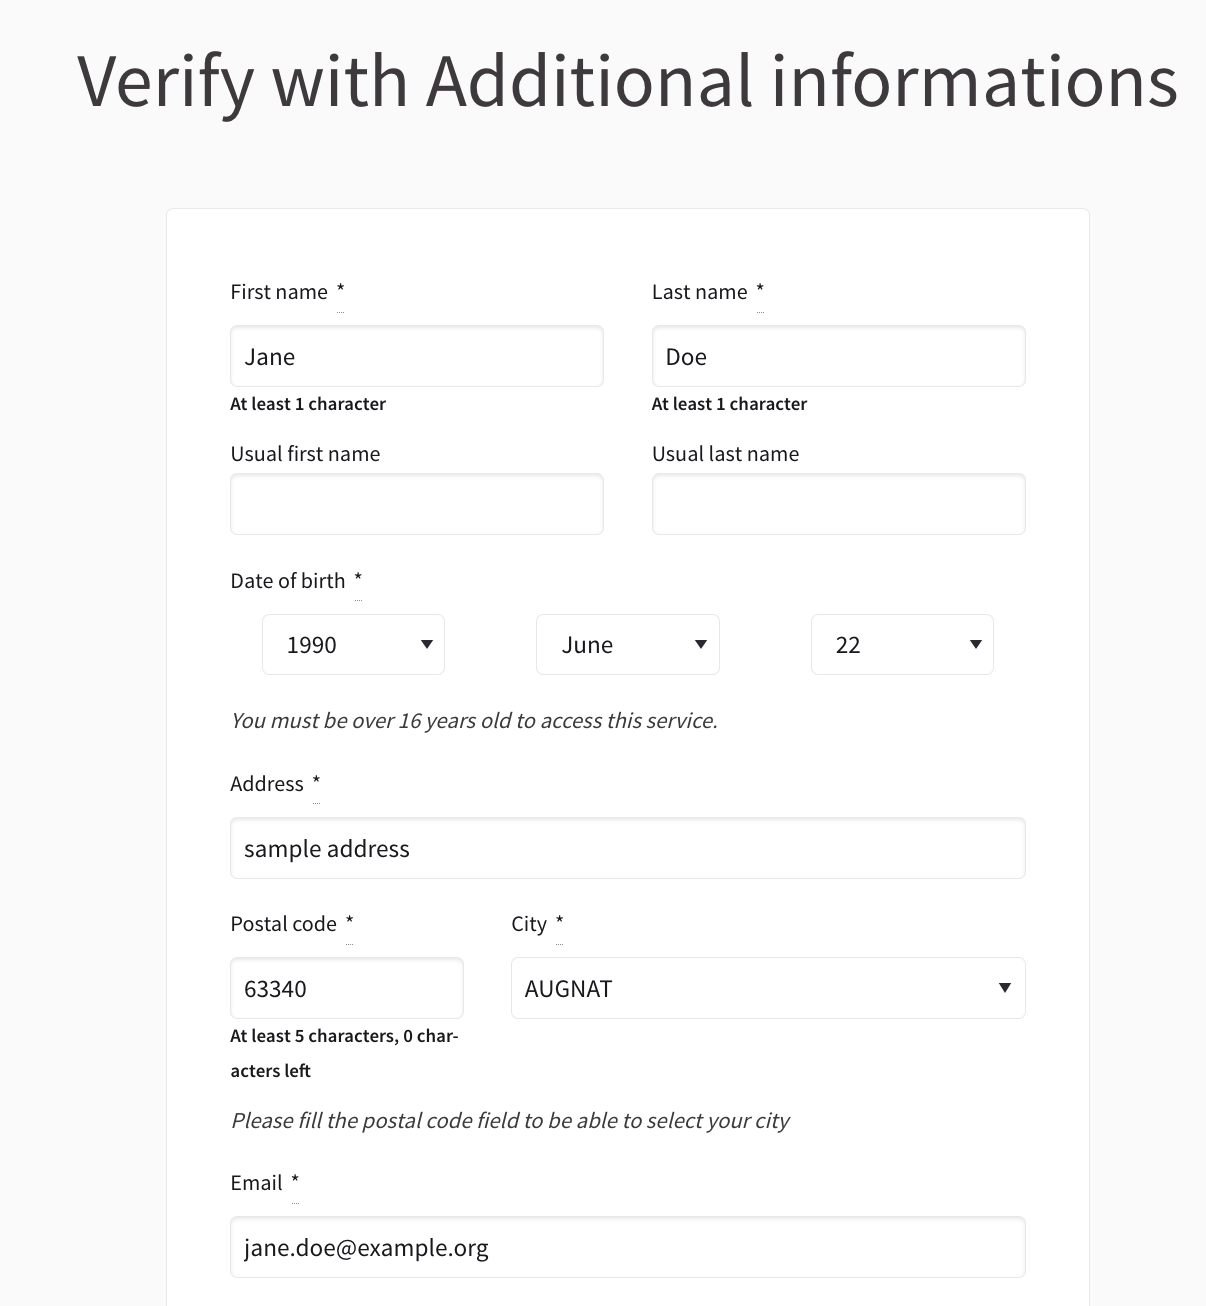 Verify with Additional informations
First name *
Last name *
Jane
Doe
At least 1 character
At least 1 character
Usual first name
Usual last name
Date of birth *
1990
June
22
You must be over 16 years old to access this service.
Address *
sample address
Postal code *
City *
63340
AUGNAT
At least 5 characters, 0 char-
acters left
Please fill the postal code field to be able to select your city
Email *
jane.doe@example.org